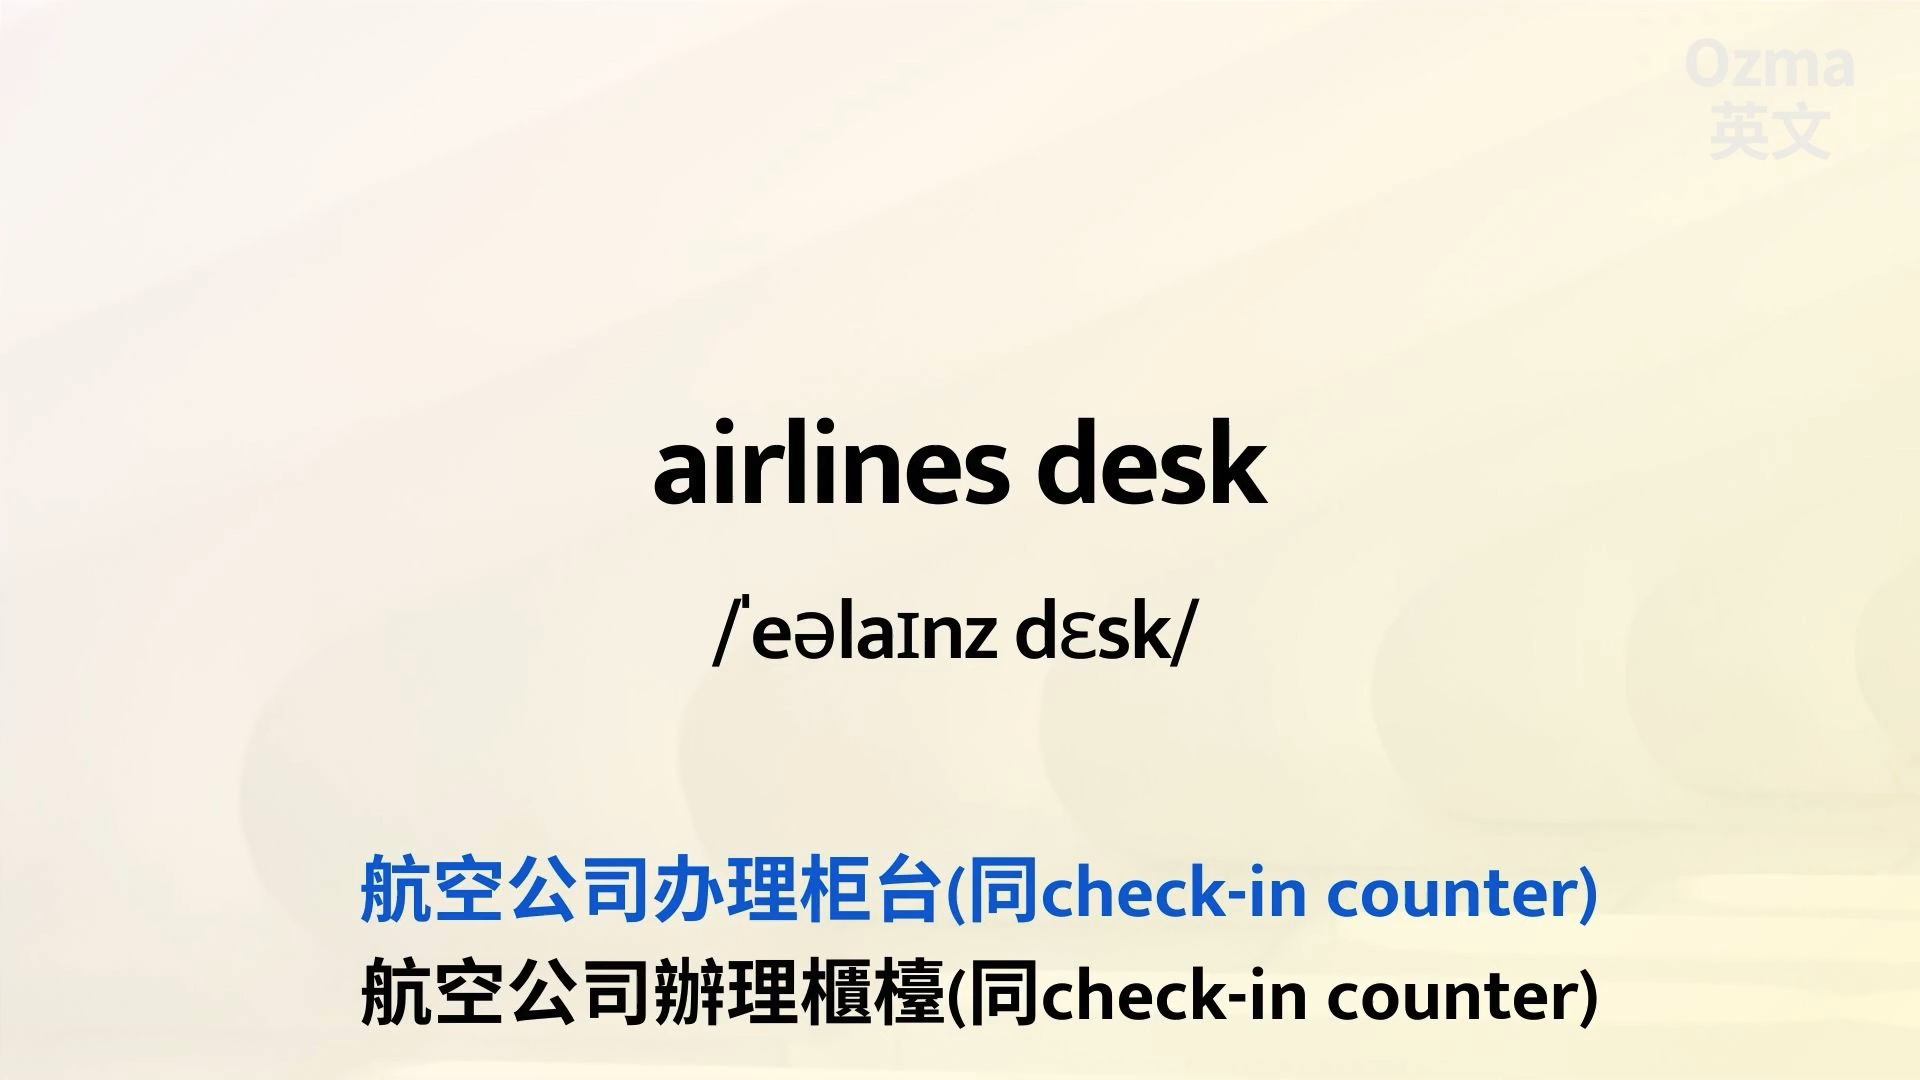 Ozma
英文
airlines desk
/ˈeəlaɪnz dɛsk/
航空公司办理柜台(同check-in counter)
航空公司辦理櫃檯(同check-in counter)